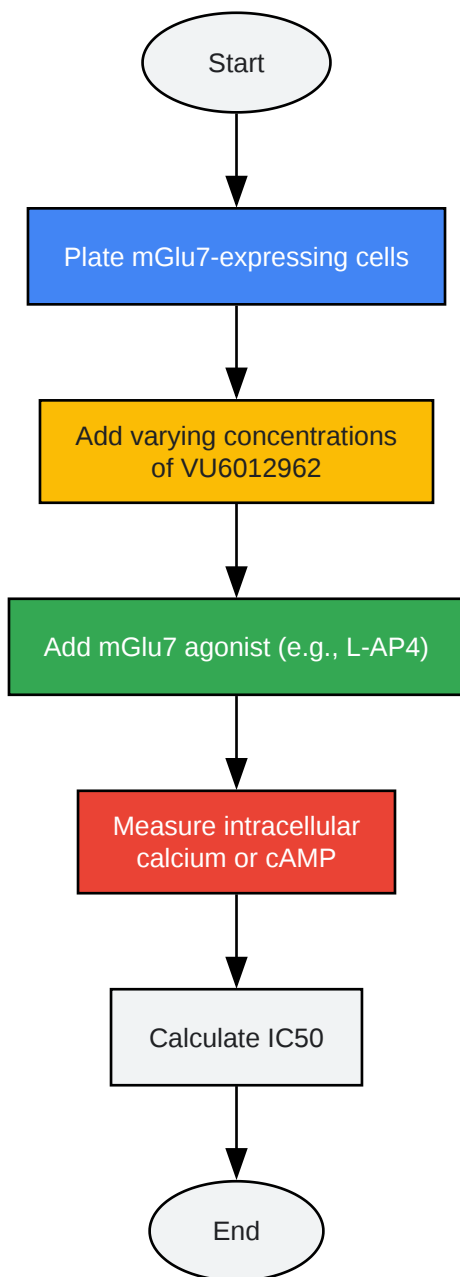 Start
Plate mGlu7-expressing cells
Add varying concentrations
of VU6012962
Add mGlu7 agonist (e.g., L-AP4)
Measure intracellular
calcium or cAMP
Calculate IC50
End